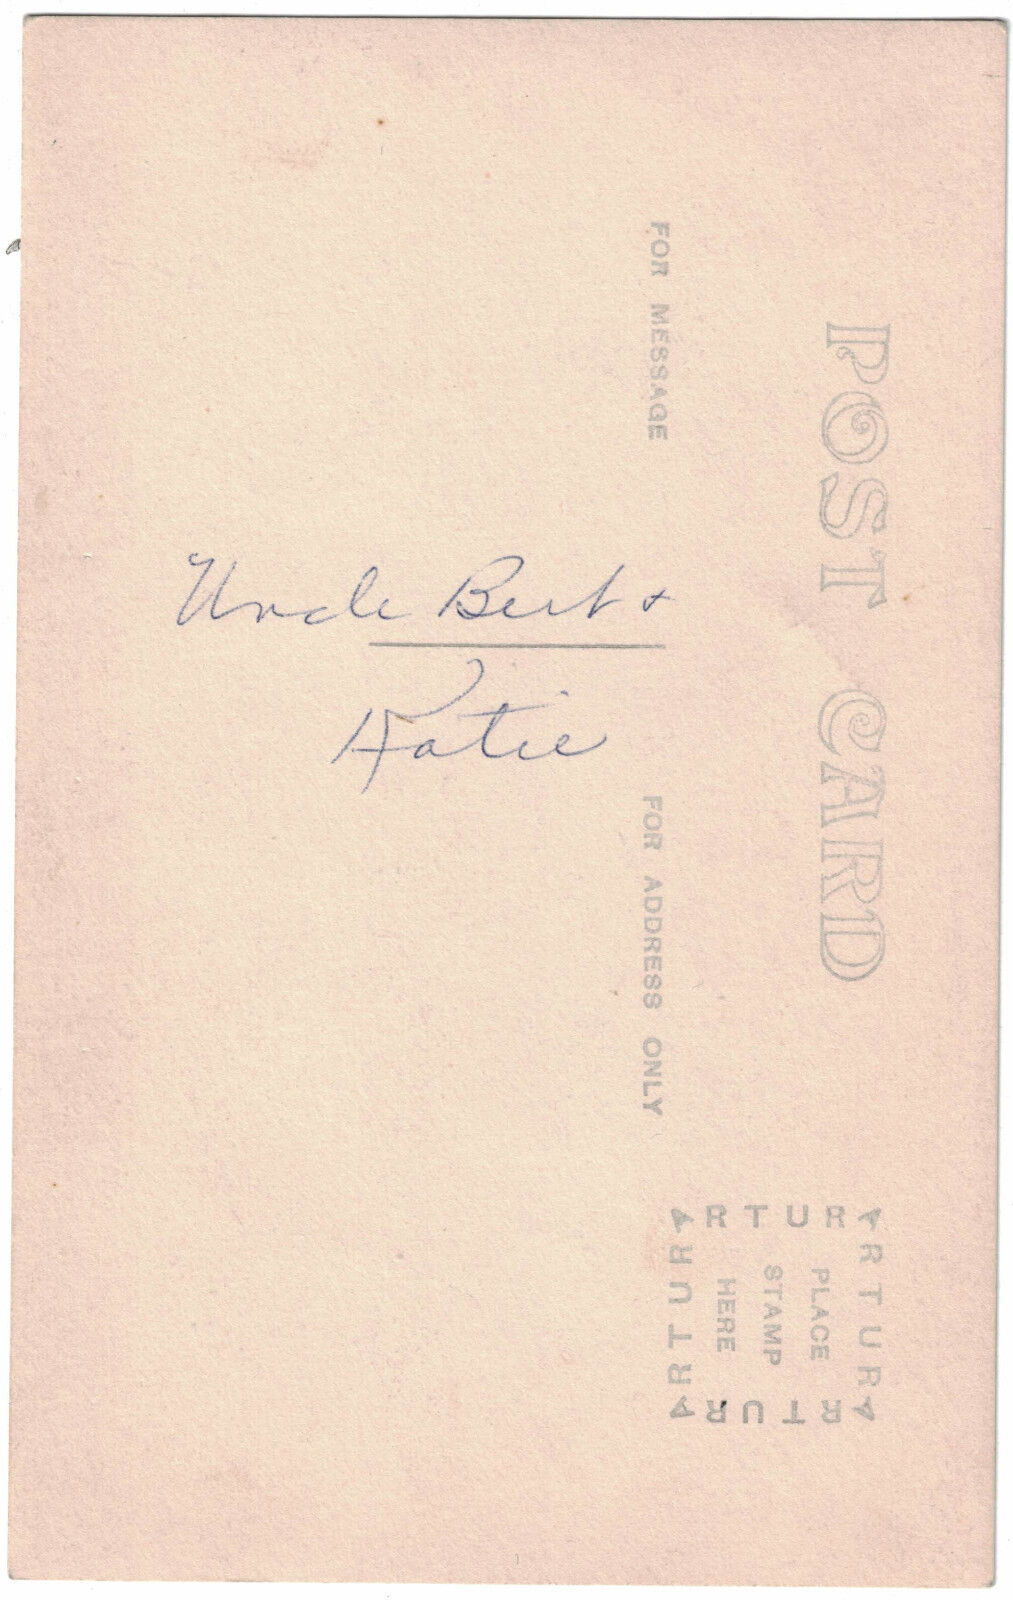 POST CARD
FOR MESSAGE
FOR ADDRESS ONLY
ARTURA
ARTURA
ARTURA
ARTURA
PLACE
STAMP
HERE
Uncle Bert &
Katie